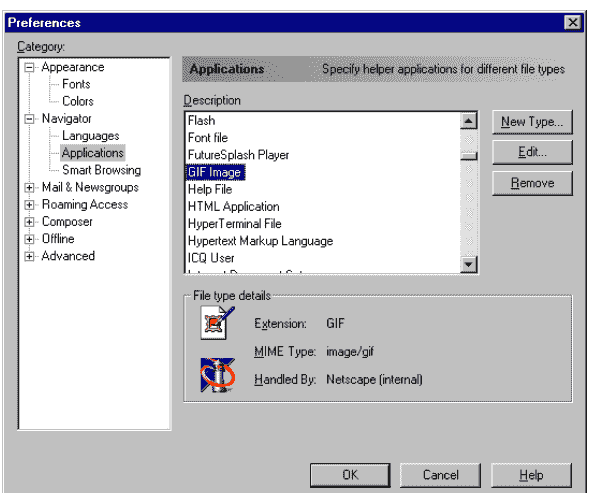 Preferences
Category:
Appearance
Fonts
Colors
Navigator
Languages
Applications
Smart Browsing
Mail & Newsgroups
Roaming Access
Composer
Offline
Advanced
Applications Specify helper applications for different file types
Description
Flash
Font file
FutureSplash Player
GIF Image
Help File
HTML Application
HyperTerminal File
Hypertext Markup Language
ICQ User
New Type...
Edit...
Remove
File type details
Extension: GIF
MIME Type: image/gif
Handled By: Netscape (internal)
OK Cancel Help